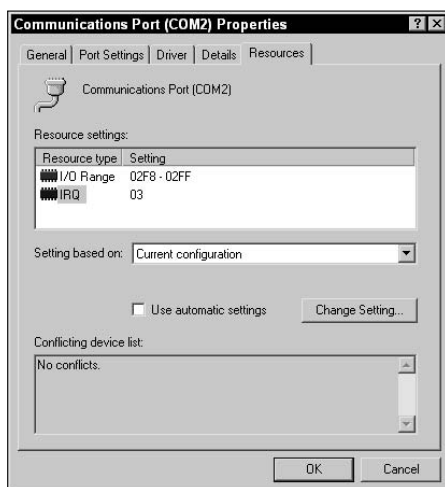 Communications Port (COM2) Properties
General Port Settings Driver Details Resources
Communications Port (COM2)
Resource settings:
Resource type Setting
I/O Range 02F8 - 02FF
IRQ 03
Setting based on: Current configuration
Use automatic settings Change Setting...
Conflicting device list:
No conflicts.
OK Cancel